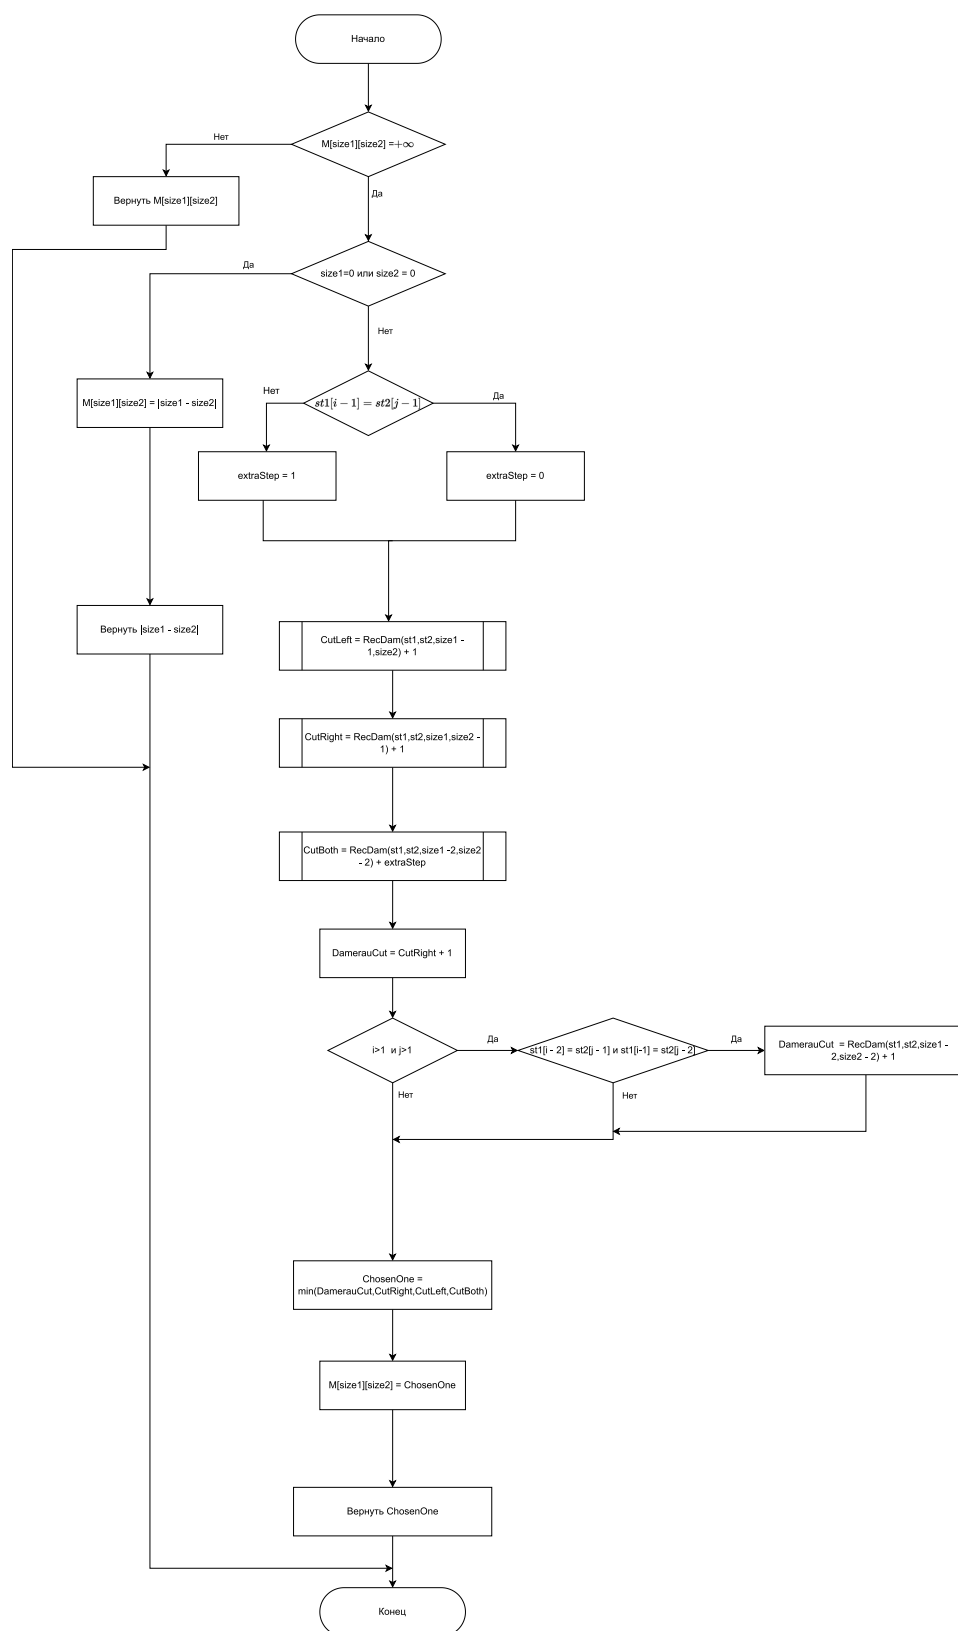 Начало
M[size1][size2] =+∞
Нет
Да
Вернуть M[size1][size2]
size1=0 или size2 = 0
Да
Нет
M[size1][size2] = |size1 - size2|
st1[i − 1] = st2[j − 1]
Нет
Да
extraStep = 1
extraStep = 0
Вернуть |size1 - size2|
CutLeft = RecDam(st1,st2,size1 -
1,size2) + 1
CutRight = RecDam(st1,st2,size1,size2 -
1) + 1
CutBoth = RecDam(st1,st2,size1 -2,size2
- 2) + extraStep
DamerauCut = CutRight + 1
i>1 и j>1
Да
st1[i - 2] = st2[j - 1] и st1[i-1] = st2[j - 2]
Да
DamerauCut = RecDam(st1,st2,size1 -
2,size2 - 2) + 1
Нет
Нет
ChosenOne =
min(DamerauCut,CutRight,CutLeft,CutBoth)
M[size1][size2] = ChosenOne
Вернуть ChosenOne
Конец